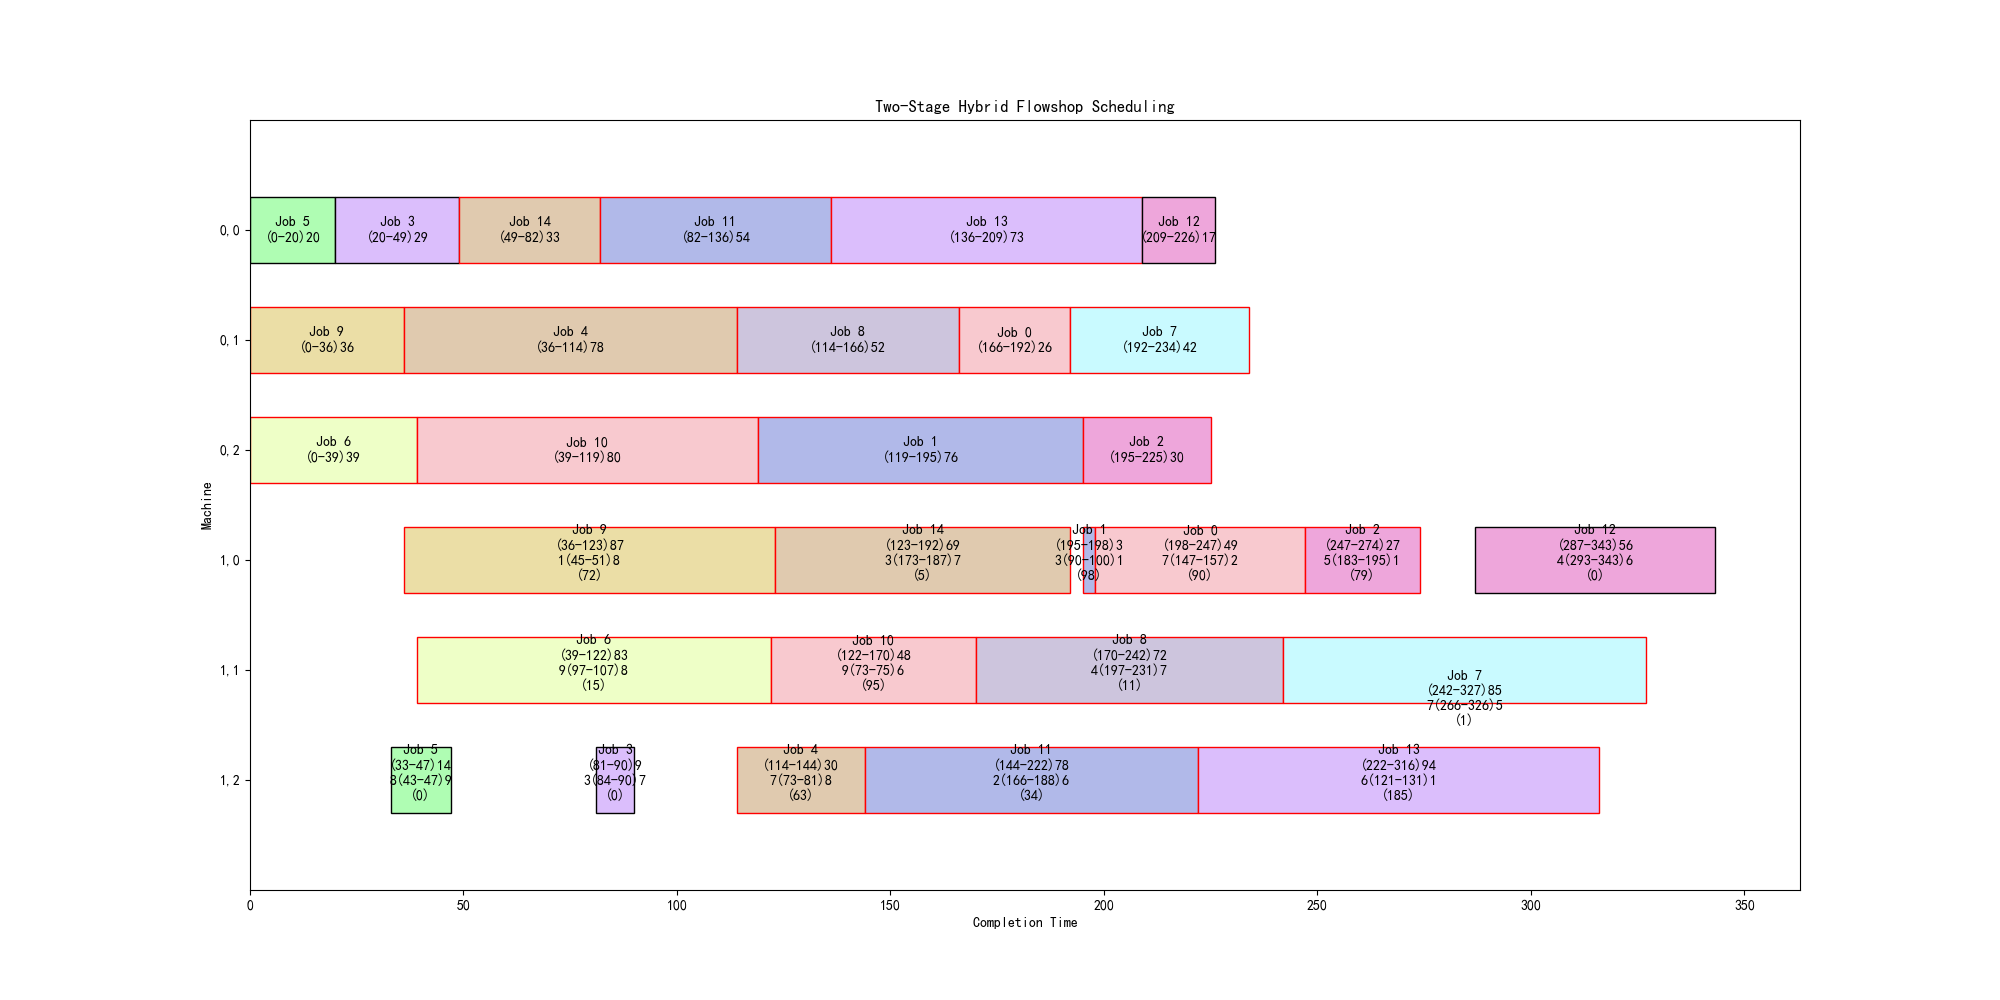 Two-Stage Hybrid Flowshop Scheduling
Machine
0,0
Job 5
(0-20)20
Job 3
(20-49)29
Job 14
(49-82)33
Job 11
(82-136)54
Job 13
(136-209)73
Job 12
(209-226)17
0,1
Job 9
(0-36)36
Job 4
(36-114)78
Job 8
(114-166)52
Job 0
(166-192)26
Job 7
(192-234)42
0,2
Job 6
(0-39)39
Job 10
(39-119)80
Job 1
(119-195)76
Job 2
(195-225)30
1,0
Job 9
(36-123)87
1(45-51)8
(72)
Job 14
(123-192)69
3(173-187)7
(5)
Job 1
(195-198)3
3(90-100)1
(98)
Job 0
(198-247)49
7(147-157)2
(90)
Job 2
(247-274)27
5(183-195)1
(79)
Job 12
(287-343)56
4(293-343)6
(0)
1,1
Job 6
(39-122)83
9(97-107)8
(15)
Job 10
(122-170)48
9(73-75)6
(95)
Job 8
(170-242)72
4(197-231)7
(11)
Job 7
(242-327)85
7(266-326)5
(1)
1,2
Job 5
(33-47)14
8(43-47)9
(0)
Job 3
(81-90)9
3(84-90)7
(0)
Job 4
(114-144)30
7(73-81)8
(63)
Job 11
(144-222)78
2(166-188)6
(34)
Job 13
(222-316)94
6(121-131)1
(185)
0
50
100
150
200
250
300
350
Completion Time